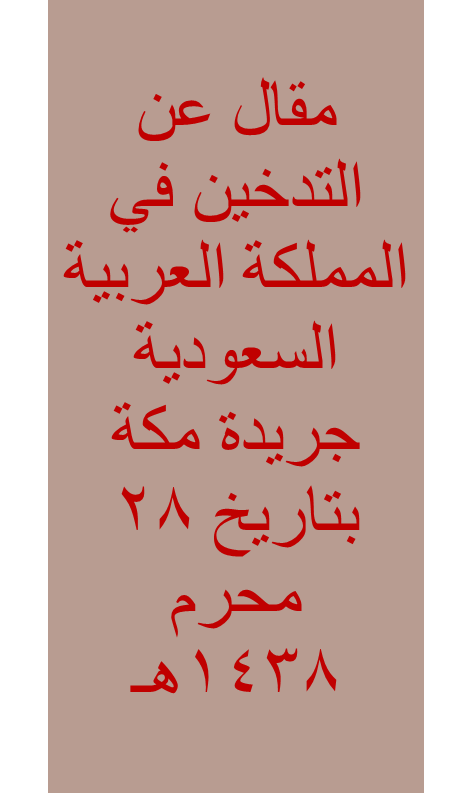 مقال عن
التدخين في
المملكة العربية
السعودية
جريدة مكة
بتاريخ ٢٨
محرم
١٤٣٨هـ